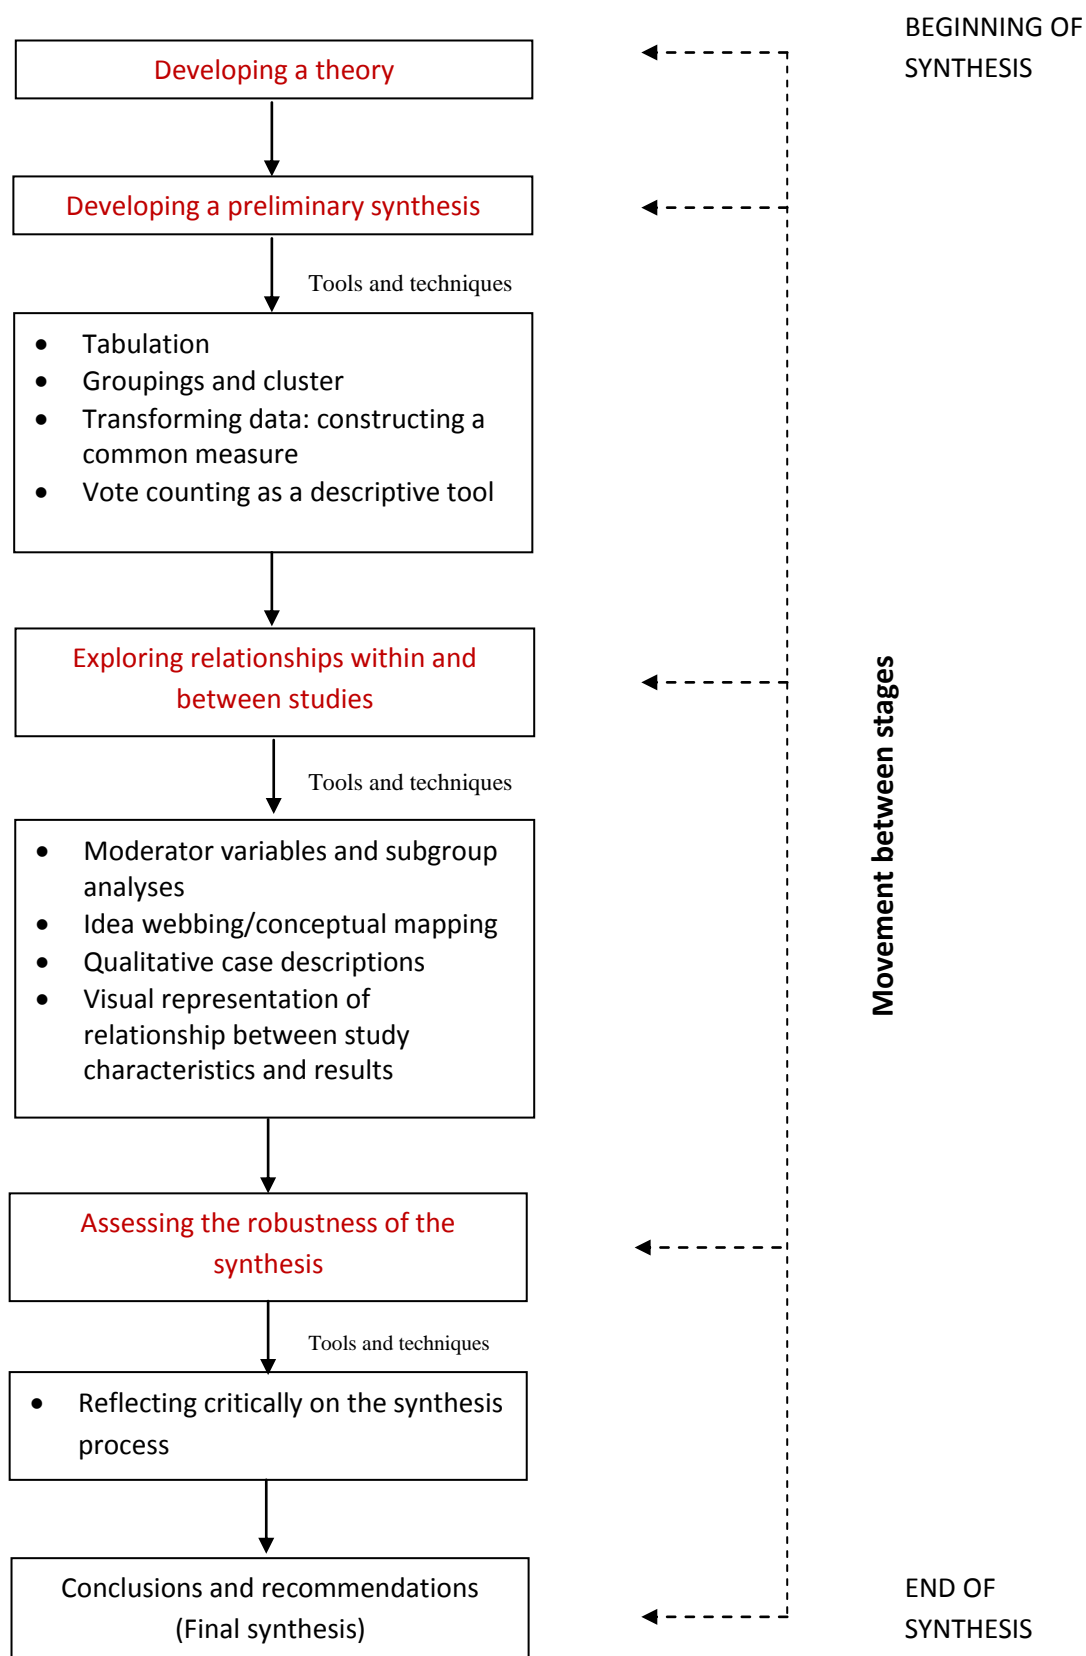 BEGINNING OF
SYNTHESIS
Developing a theory
Developing a preliminary synthesis
Tools and techniques
• Tabulation
• Groupings and cluster
• Transforming data: constructing a
common measure
• Vote counting as a descriptive tool
Exploring relationships within and
between studies
Tools and techniques
• Moderator variables and subgroup
analyses
• Idea webbing/conceptual mapping
• Qualitative case descriptions
• Visual representation of
relationship between study
characteristics and results
Movement between stages
Assessing the robustness of the
synthesis
Tools and techniques
• Reflecting critically on the synthesis
process
Conclusions and recommendations
(Final synthesis)
END OF
SYNTHESIS